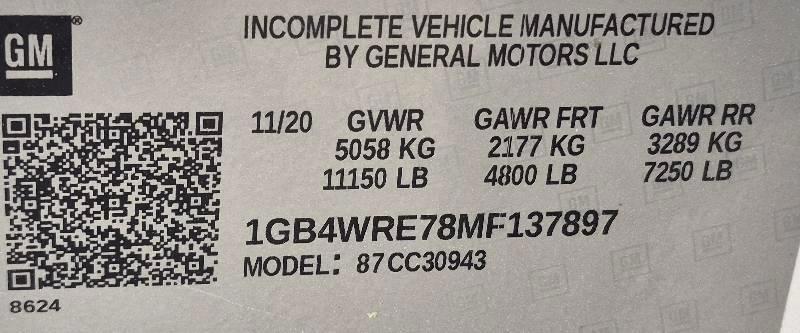 GM®
INCOMPLETE VEHICLE MANUFACTURED
BY GENERAL MOTORS LLC
11/20 GVWR GAWR FRT GAWR RR
5058 KG 2177 KG 3289 KG
11150 LB 4800 LB 7250 LB
1GB4WRE78MF137897
MODEL: 87CC30943
8624